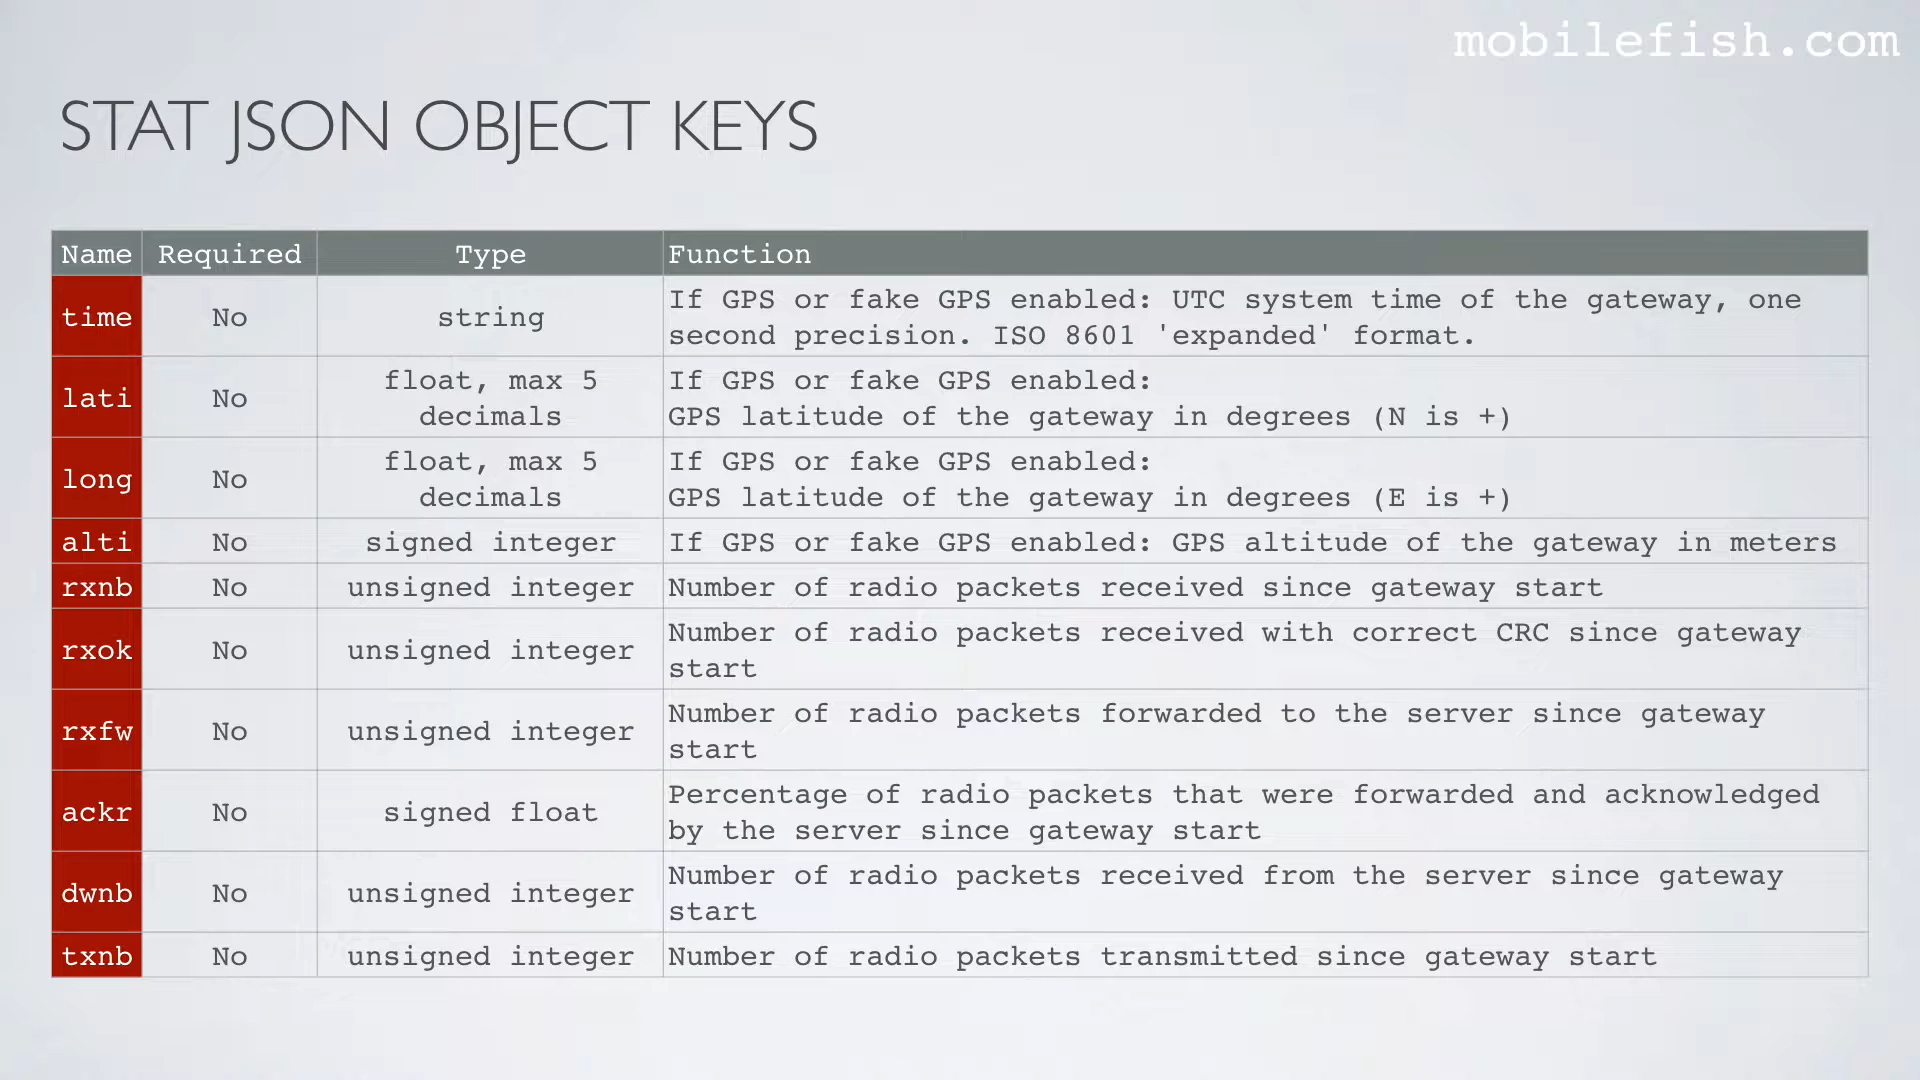 mobilefish.com
STAT JSON OBJECT KEYS
Name Required Type Function
time No string If GPS or fake GPS enabled: UTC system time of the gateway, one
second precision. ISO 8601 'expanded' format.
lati No float, max 5 decimals If GPS or fake GPS enabled:
GPS latitude of the gateway in degrees (N is +)
long No float, max 5 decimals If GPS or fake GPS enabled:
GPS latitude of the gateway in degrees (E is +)
alti No signed integer If GPS or fake GPS enabled: GPS altitude of the gateway in meters
rxnb No unsigned integer Number of radio packets received since gateway start
rxok No unsigned integer Number of radio packets received with correct CRC since gateway
start
rxfw No unsigned integer Number of radio packets forwarded to the server since gateway
start
ackr No signed float Percentage of radio packets that were forwarded and acknowledged
by the server since gateway start
dwnb No unsigned integer Number of radio packets received from the server since gateway
start
txnb No unsigned integer Number of radio packets transmitted since gateway start